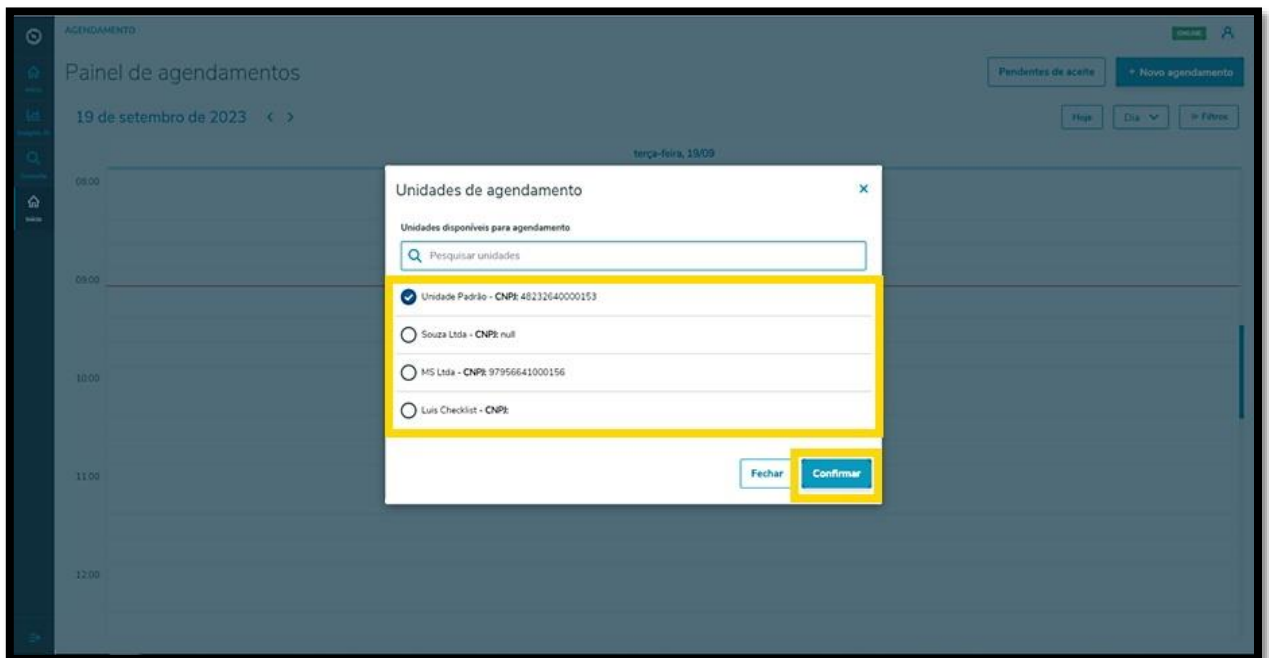 AGENDAMENTO
ONLINE
Painel de agendamentos
Pendentes de aceite
+ Novo agendamento
19 de setembro de 2023
Hoje
Dia
Filtros
terça-feira, 19/09
08:00
Unidades de agendamento
Unidades disponíveis para agendamento
Pesquisar unidades
09:00
Unidade Padrão - CNPJ: 48232640000153
Souza Ltda - CNPJ: null
10:00
MS Ltda - CNPJ: 97956641000156
Luis Checklist - CNPJ:
11:00
Fechar
Confirmar
12:00
Início